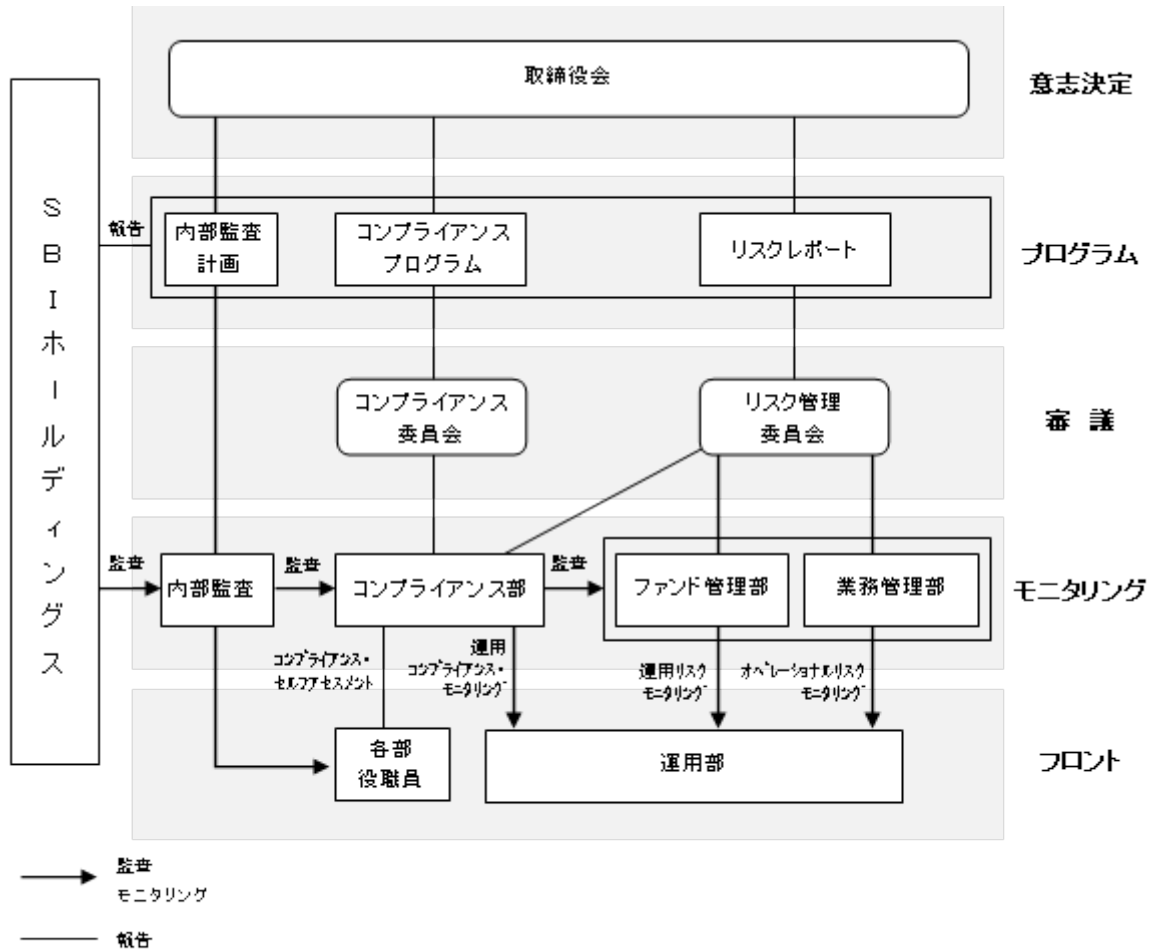 取締役会
意志決定
SBIホールディングス
報告
内部監査
計画
コンプライアンス
プログラム
リスクレポート
プログラム
コンプライアンス
委員会
リスク管理
委員会
審 議
監査
内部監査
監査
コンプライアンス部
監査
ファンド管理部
業務管理部
モニタリング
コンプライアンス・
セルフアセスメント
運用
コンプライアンス・
モニタリング
運用リスク
モニタリング
オペレーショナルリスク
モニタリング
各部
役職員
運用部
フロント
監査
モニタリング
報告